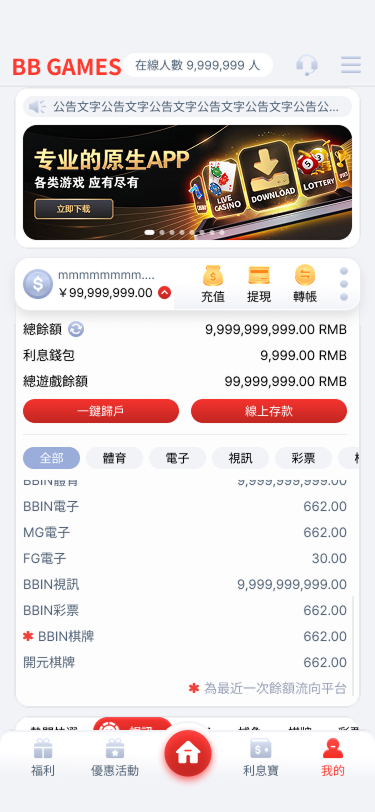 BB GAMES
在線人數 9,999,999 人
公告文字公告文字公告文字公告文字公告文字公告公...
专业的原生APP
各类游戏 应有尽有
立即下载
LIVE CASINO
DOWNLOAD
LOTTERY
mmmmmmmm....
￥99,999,999.00
充值
提現
轉帳
總餘額 9,999,999,999.00 RMB
利息錢包 9,999.00 RMB
總遊戲餘額 99,999,999.00 RMB
一鍵歸戶
線上存款
全部
體育
電子
視訊
彩票
BBIN體育 9,999,999,999.00
BBIN電子 662.00
MG電子 662.00
FG電子 30.00
BBIN視訊 9,999,999,999.00
BBIN彩票 662.00
✱ BBIN棋牌 662.00
開元棋牌 662.00
✱ 為最近一次餘額流向平台
福利
優惠活動
利息寶
我的